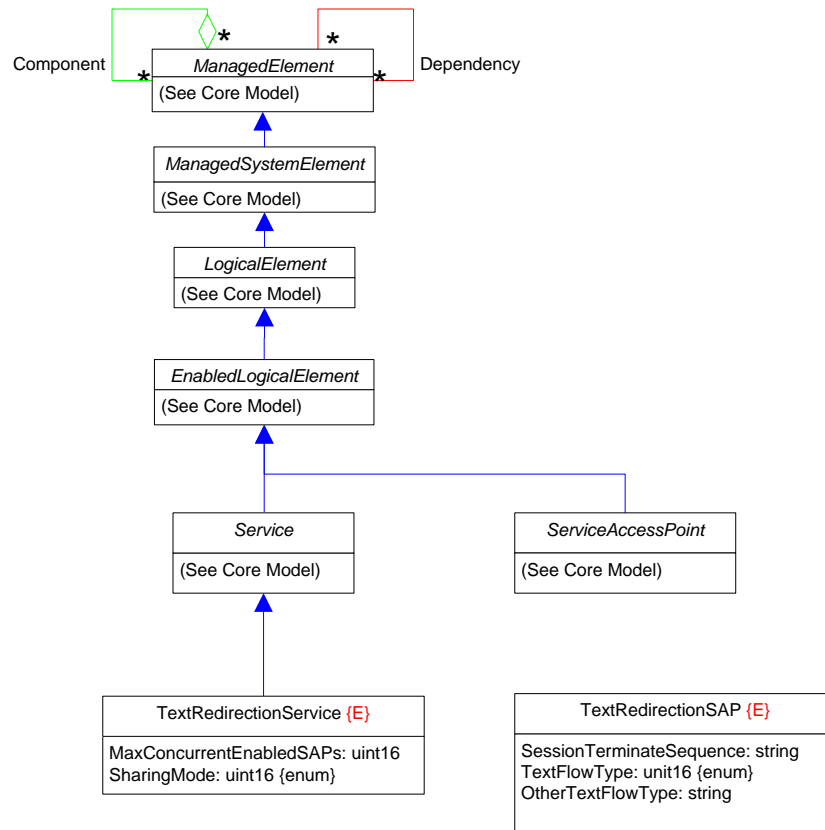 *
*
Component
ManagedElement
Dependency
*
*
(See Core Model)
ManagedSystemElement
(See Core Model)
LogicalElement
(See Core Model)
EnabledLogicalElement
(See Core Model)
Service
(See Core Model)
ServiceAccessPoint
(See Core Model)
TextRedirectionService {E}
MaxConcurrentEnabledSAPs: uint16
SharingMode: uint16 {enum}
TextRedirectionSAP {E}
SessionTerminateSequence: string
TextFlowType: unit16 {enum}
OtherTextFlowType: string